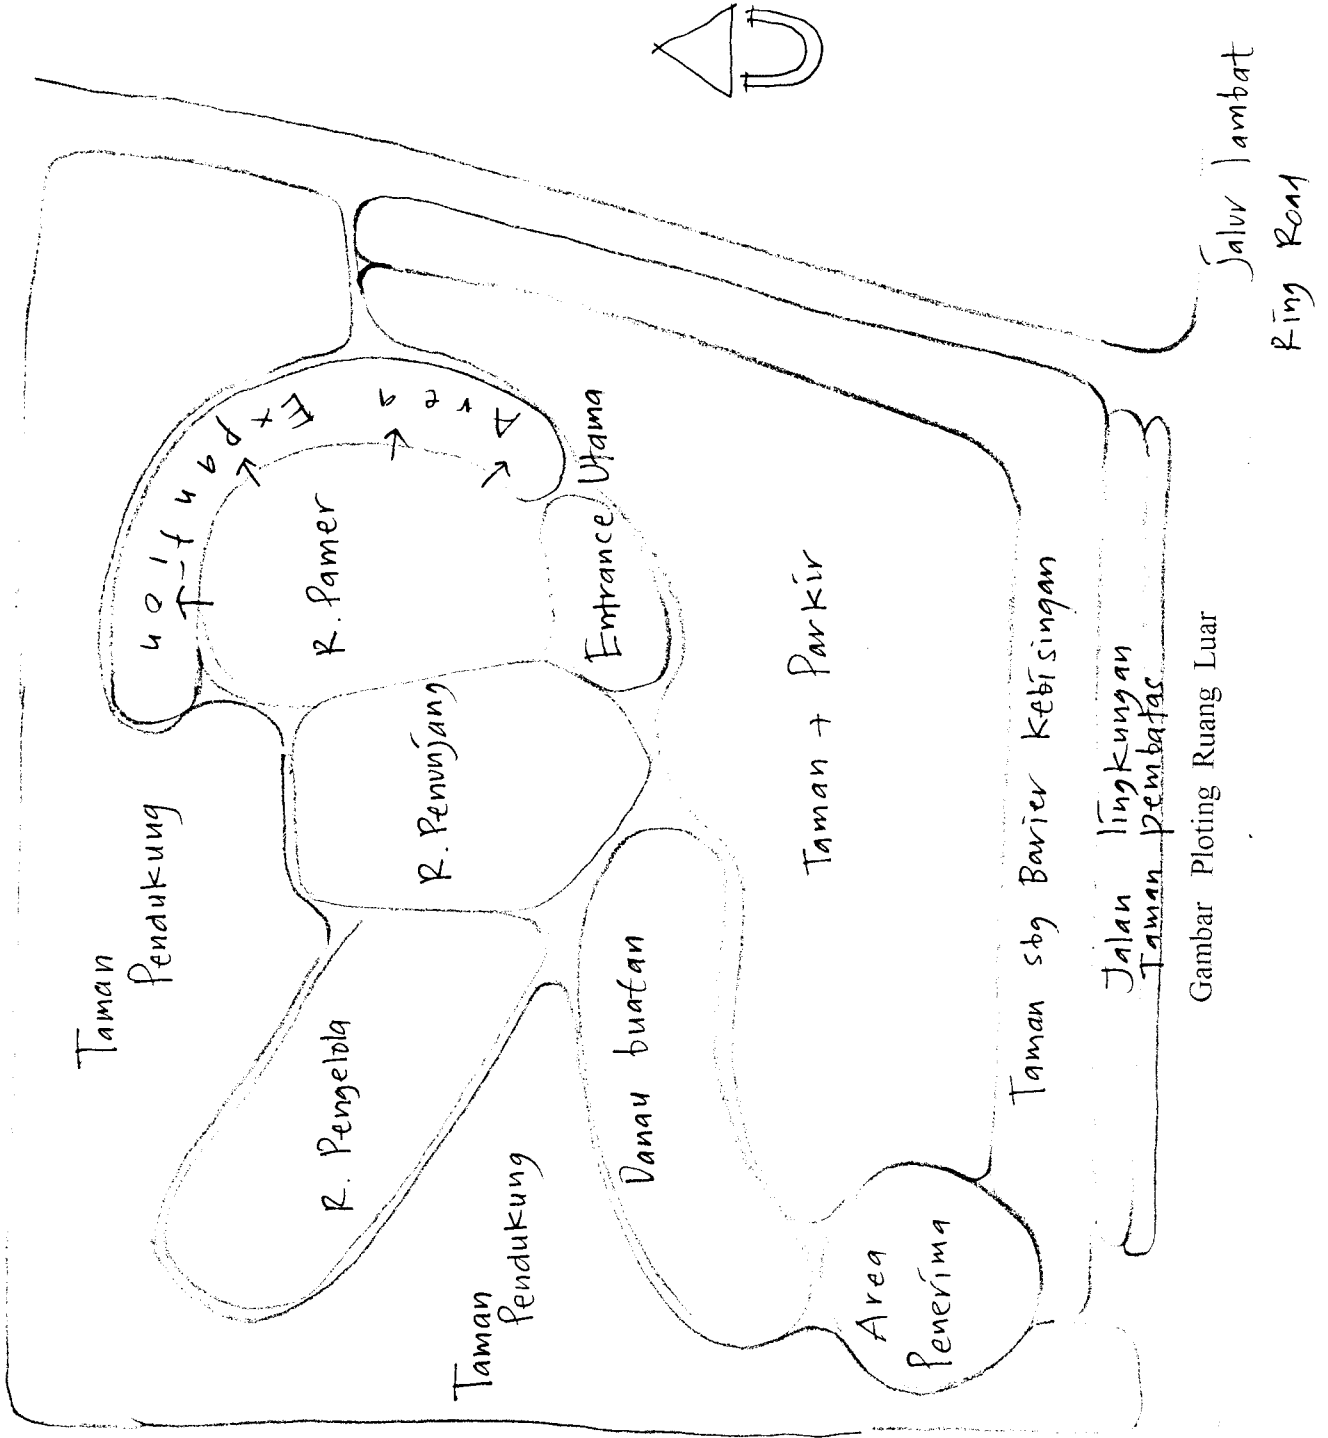 U
Taman
Pendukung
Area Expantion
R. Pamer
R. Penunjang
R. Pengelola
Entrance Utama
Danau buatan
Taman
Pendukung
Taman + Parkir
Area
Penerima
Taman sbg Barier Kebisingan
Jalan lingkungan
Taman pembatas
Jalur lambat
Ring Road
Gambar Ploting Ruang Luar